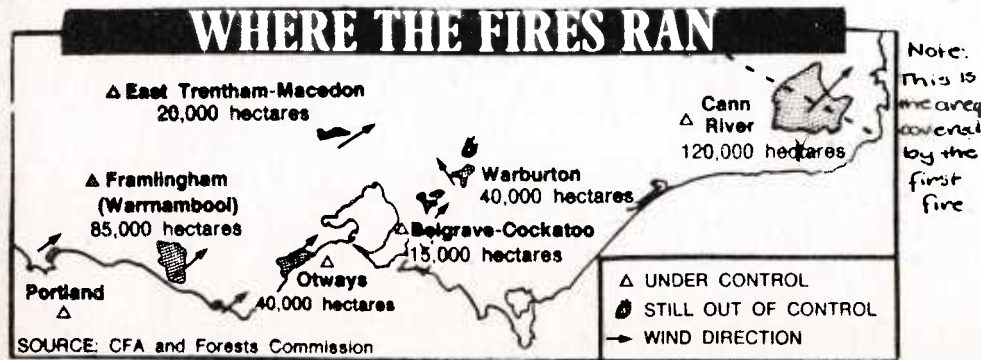 WHERE THE FIRES RAN
East Trentham-Macedon
20,000 hectares
Framlingham
(Warrnambool)
85,000 hectares
Portland
Otways
40,000 hectares
Warburton
40,000 hectares
Belgrave-Cockatoo
15,000 hectares
Cann
River
120,000 hectares
UNDER CONTROL
STILL OUT OF CONTROL
WIND DIRECTION
SOURCE: CFA and Forests Commission
Note:
This is
the area
covered
by the
first
fire